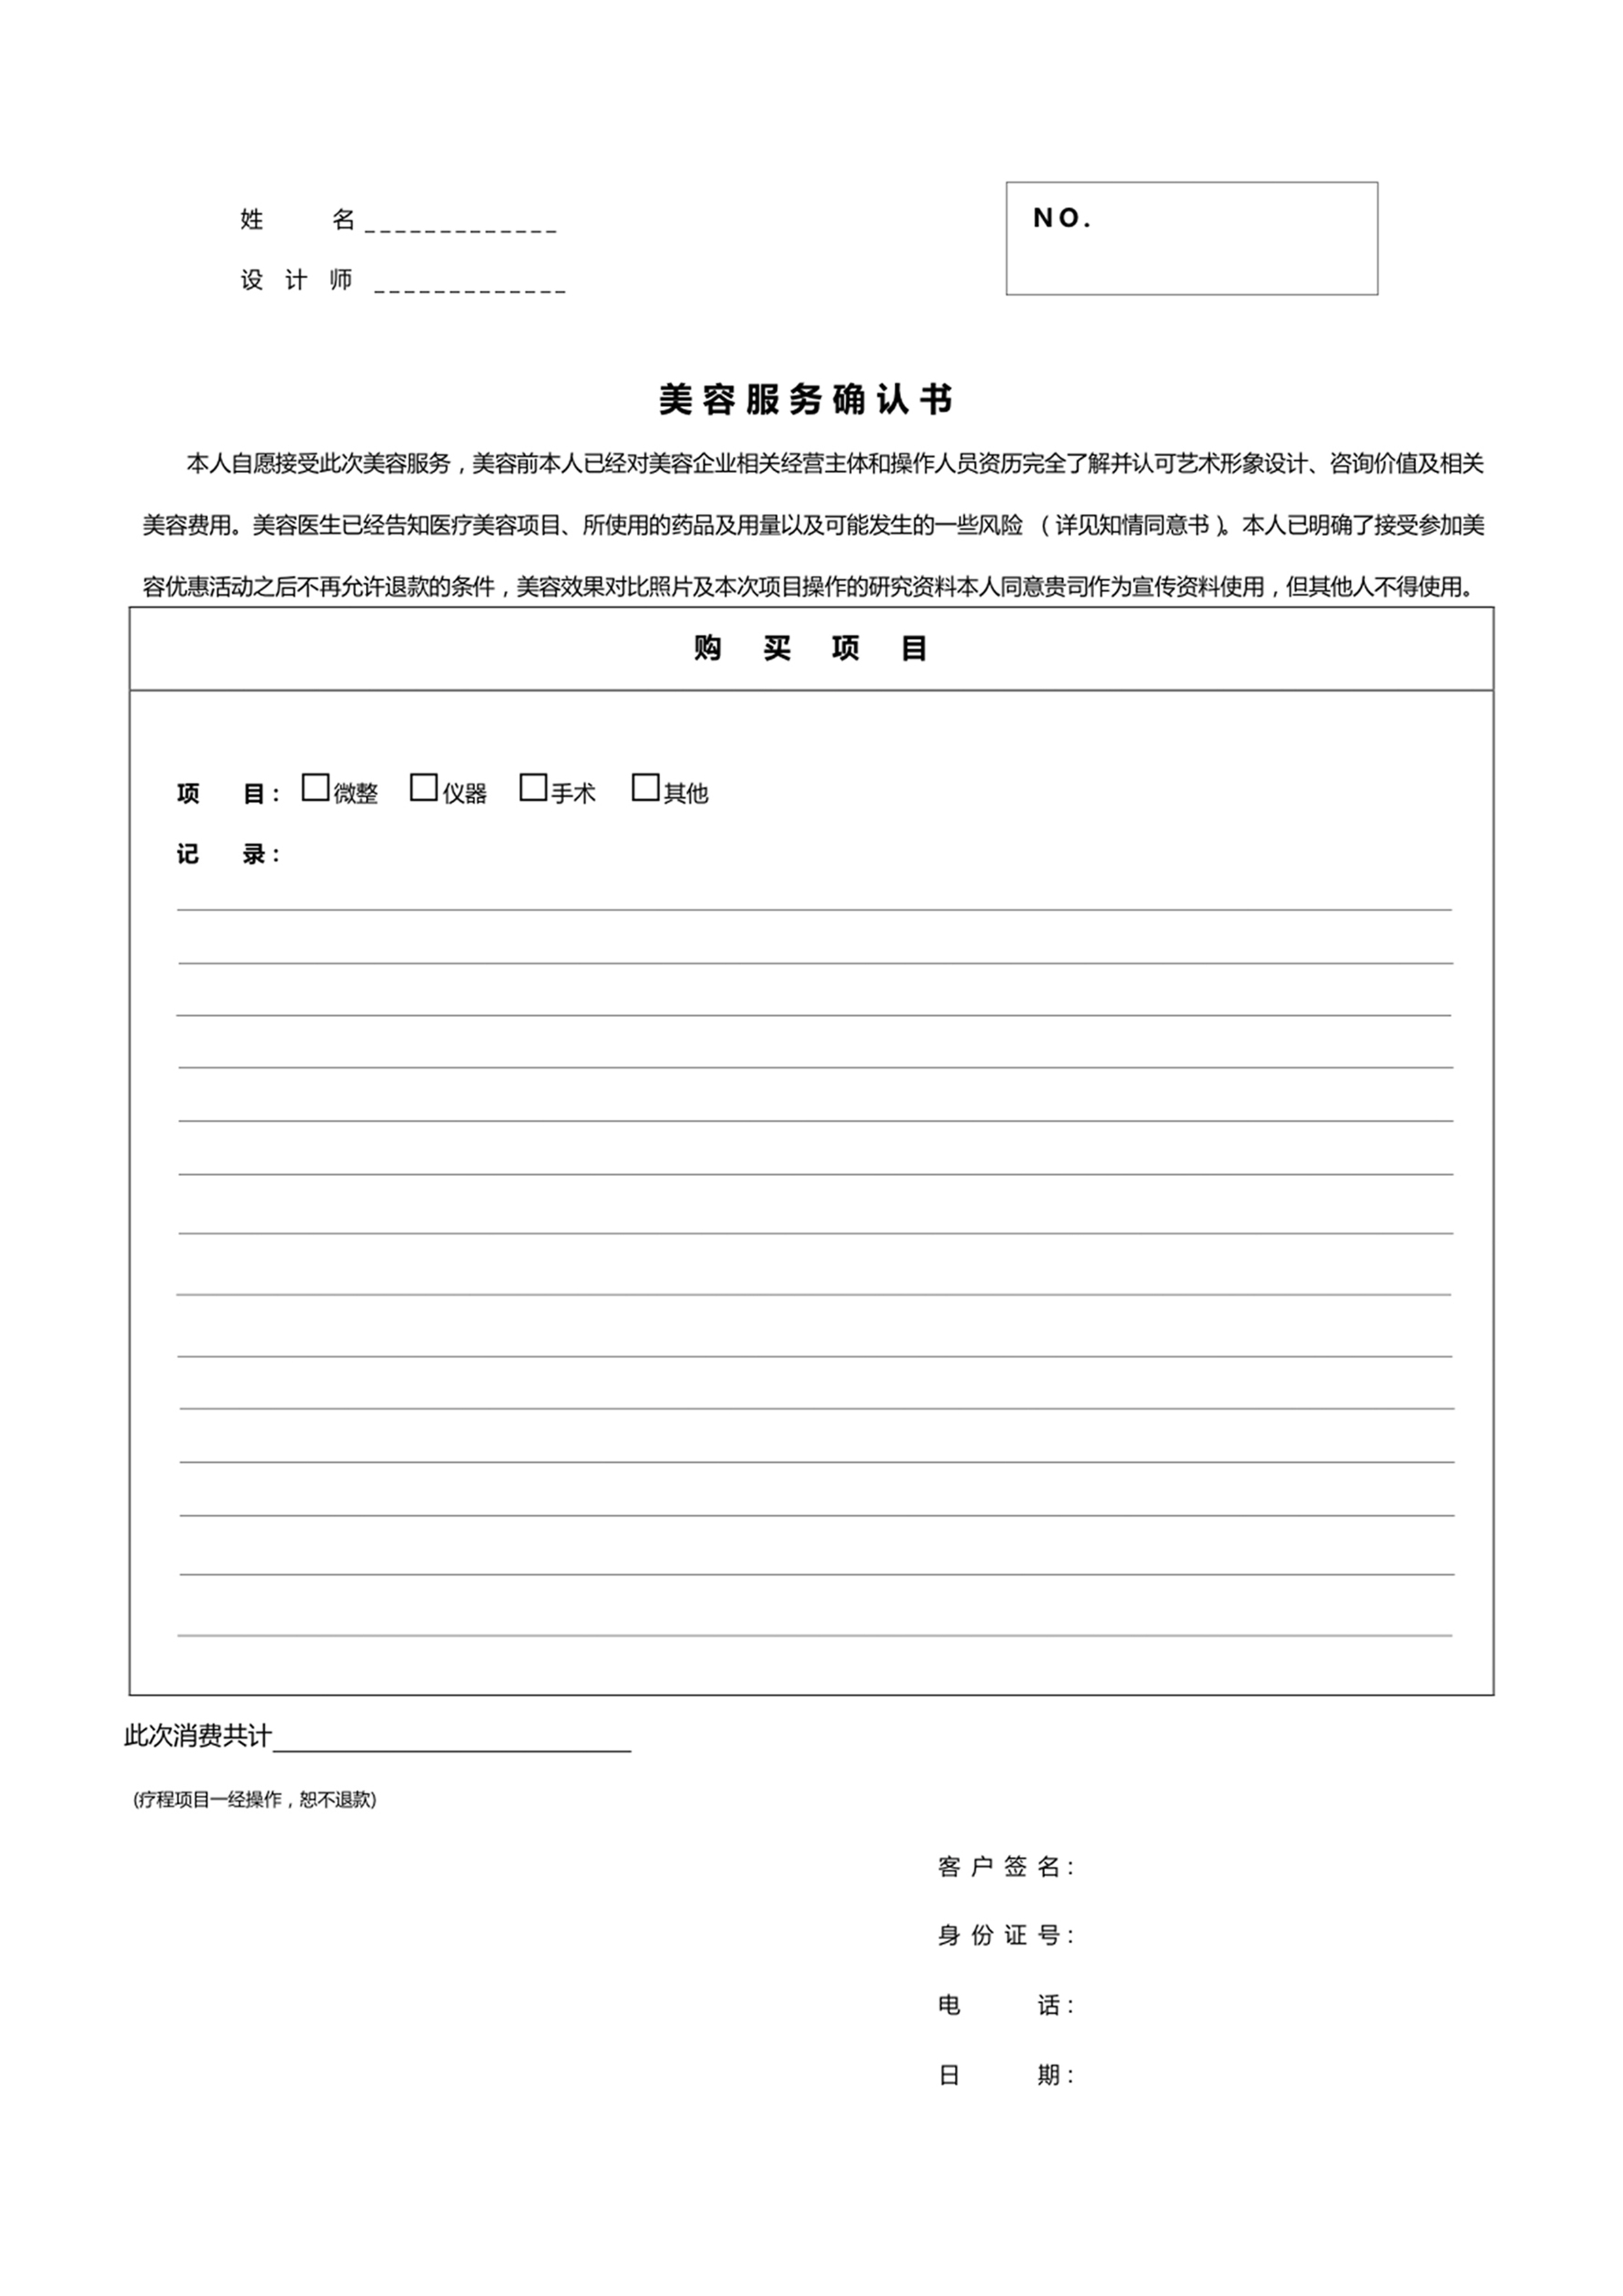 姓 名_____________
NO.
设 计 师 _____________
美容服务确认书
本人自愿接受此次美容服务，美容前本人已经对美容企业相关经营主体和操作人员资历完全了解并认可艺术形象设计、咨询价值及相关
美容费用。美容医生已经告知医疗美容项目、所使用的药品及用量以及可能发生的一些风险 （详见知情同意书）。本人已明确了接受参加美
容优惠活动之后不再允许退款的条件，美容效果对比照片及本次项目操作的研究资料本人同意贵司作为宣传资料使用，但其他人不得使用。
购 买 项 目
项 目： □微整 □仪器 □手术 □其他
记 录：
此次消费共计
(疗程项目一经操作，恕不退款)
客 户 签 名：
身 份 证 号：
电 话：
日 期：